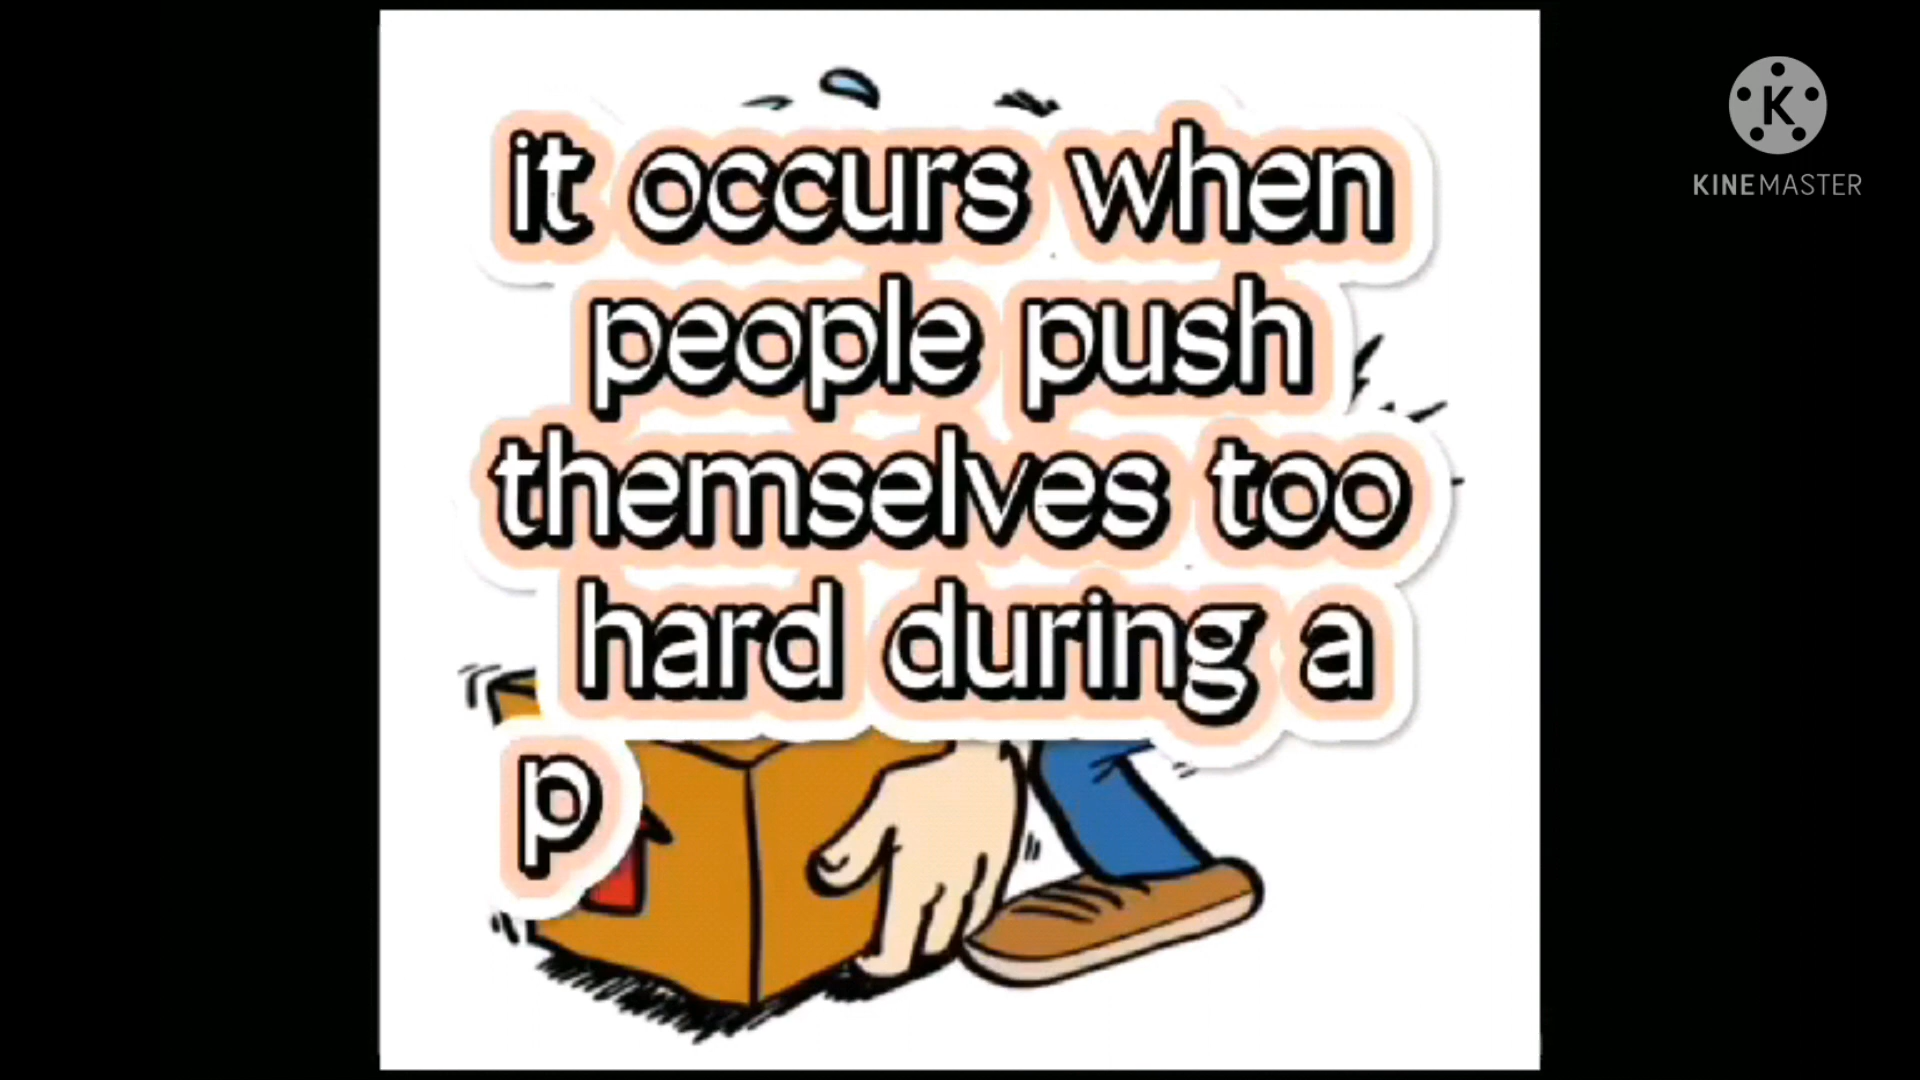 it occurs when
people push
themselves too
hard during a
p
K
KINEMASTER